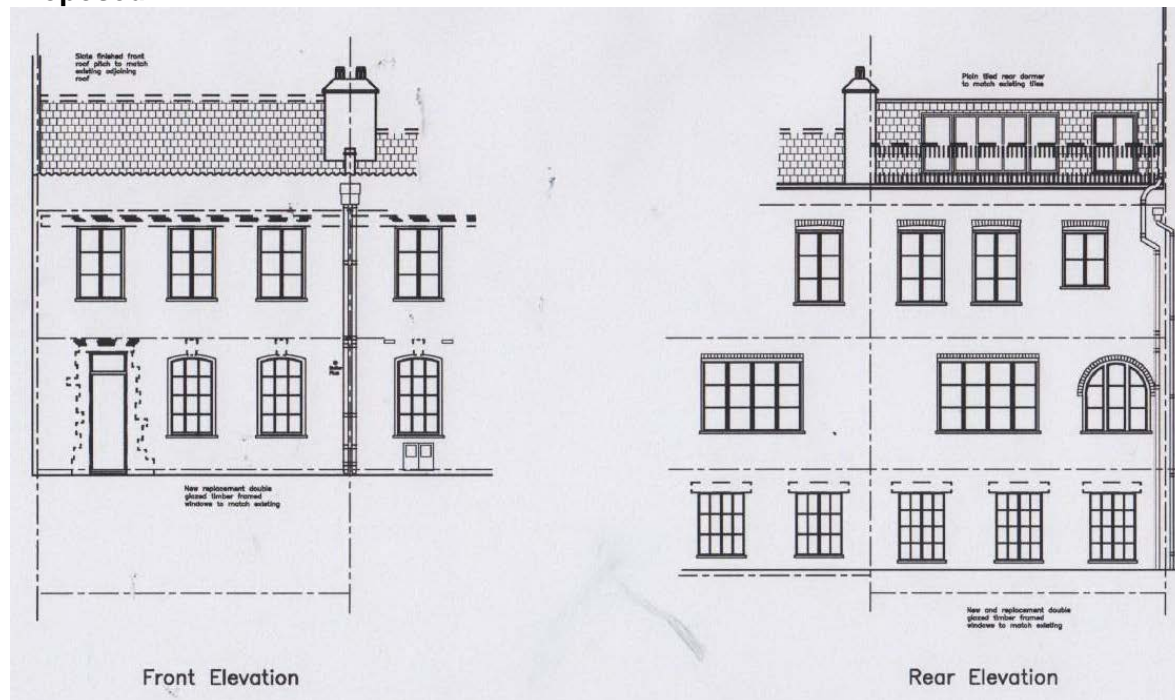 Slate finished front
roof pitch to match
existing adjoining
roof
Plain tiled rear dormer
to match existing tiles
New replacement double
glazed timber framed
windows to match existing
New and replacement double
glazed timber framed
windows to match existing
Front Elevation
Rear Elevation